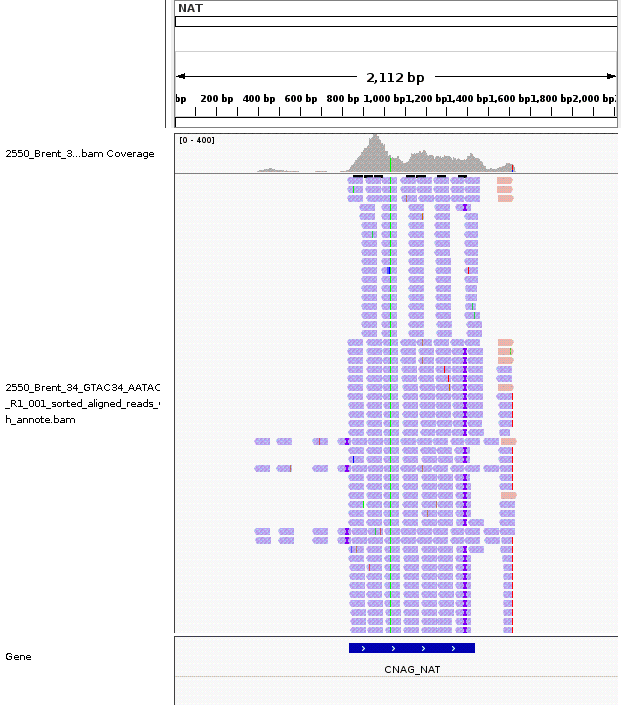 NAT
2,112 bp
bp 200 bp 400 bp 600 bp 800 bp 1,000 bp 1,200 bp 1,400 bp 1,600 bp 1,800 bp 2,000 bp
[0 - 400]
2550_Brent_3...bam Coverage
2550_Brent_34_GTAC34_AATAC
_R1_001_sorted_aligned_reads_
h_annote.bam
Gene
CNAG_NAT